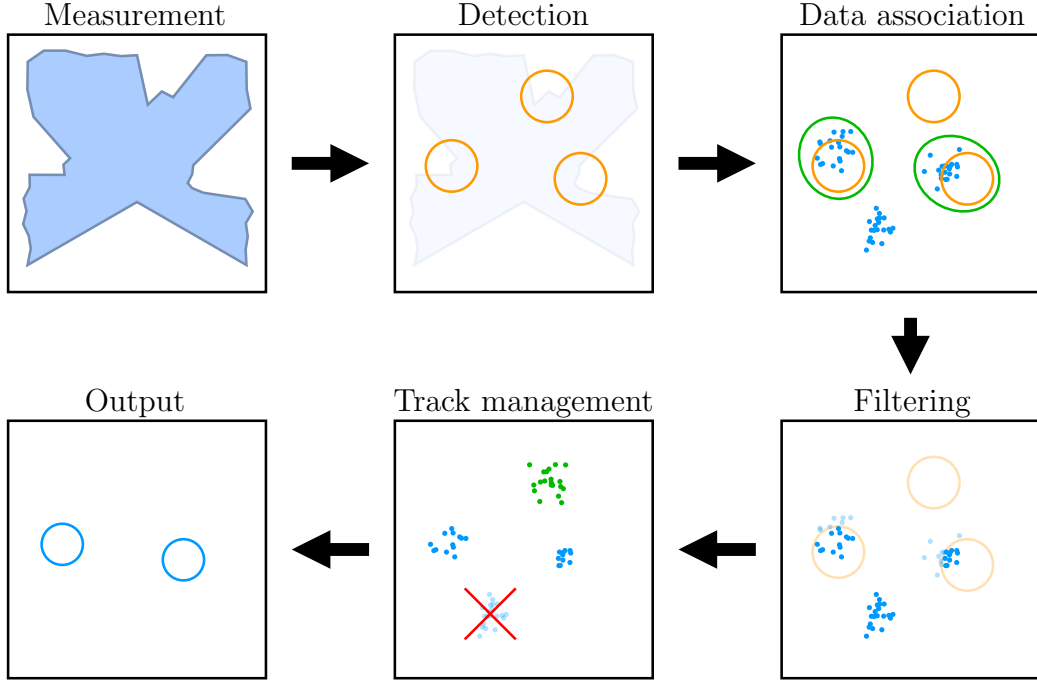 Measurement
Detection
Data association
Output
Track management
Filtering